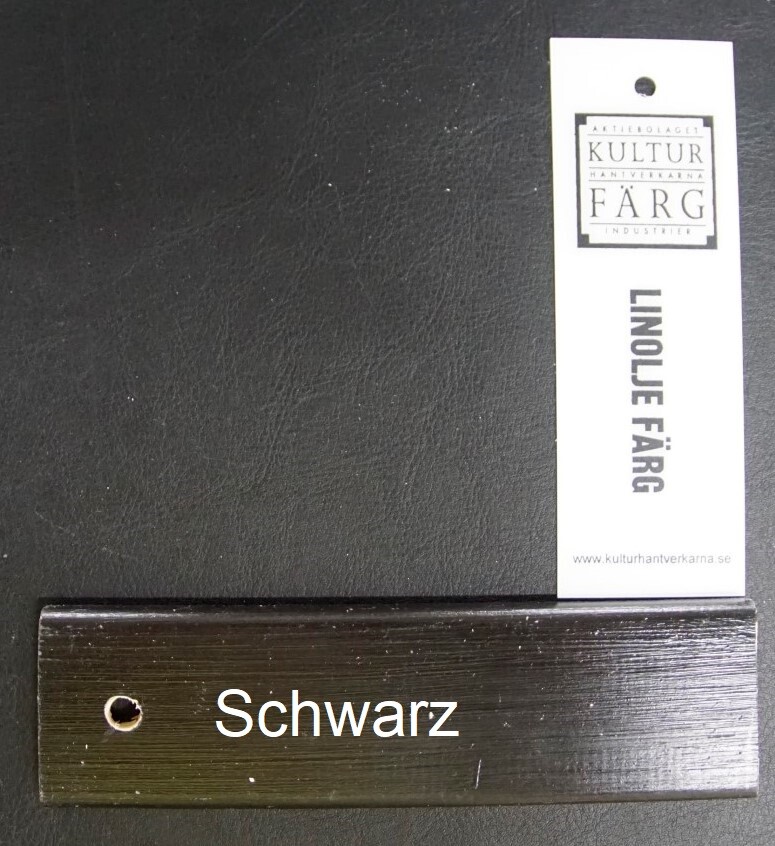 AKTIEBOLAGET
KULTUR
HANTVERKARNA
FÄRG
INDUSTRIER
LINOLJE FÄRG
www.kulturhantverkarna.se
Schwarz